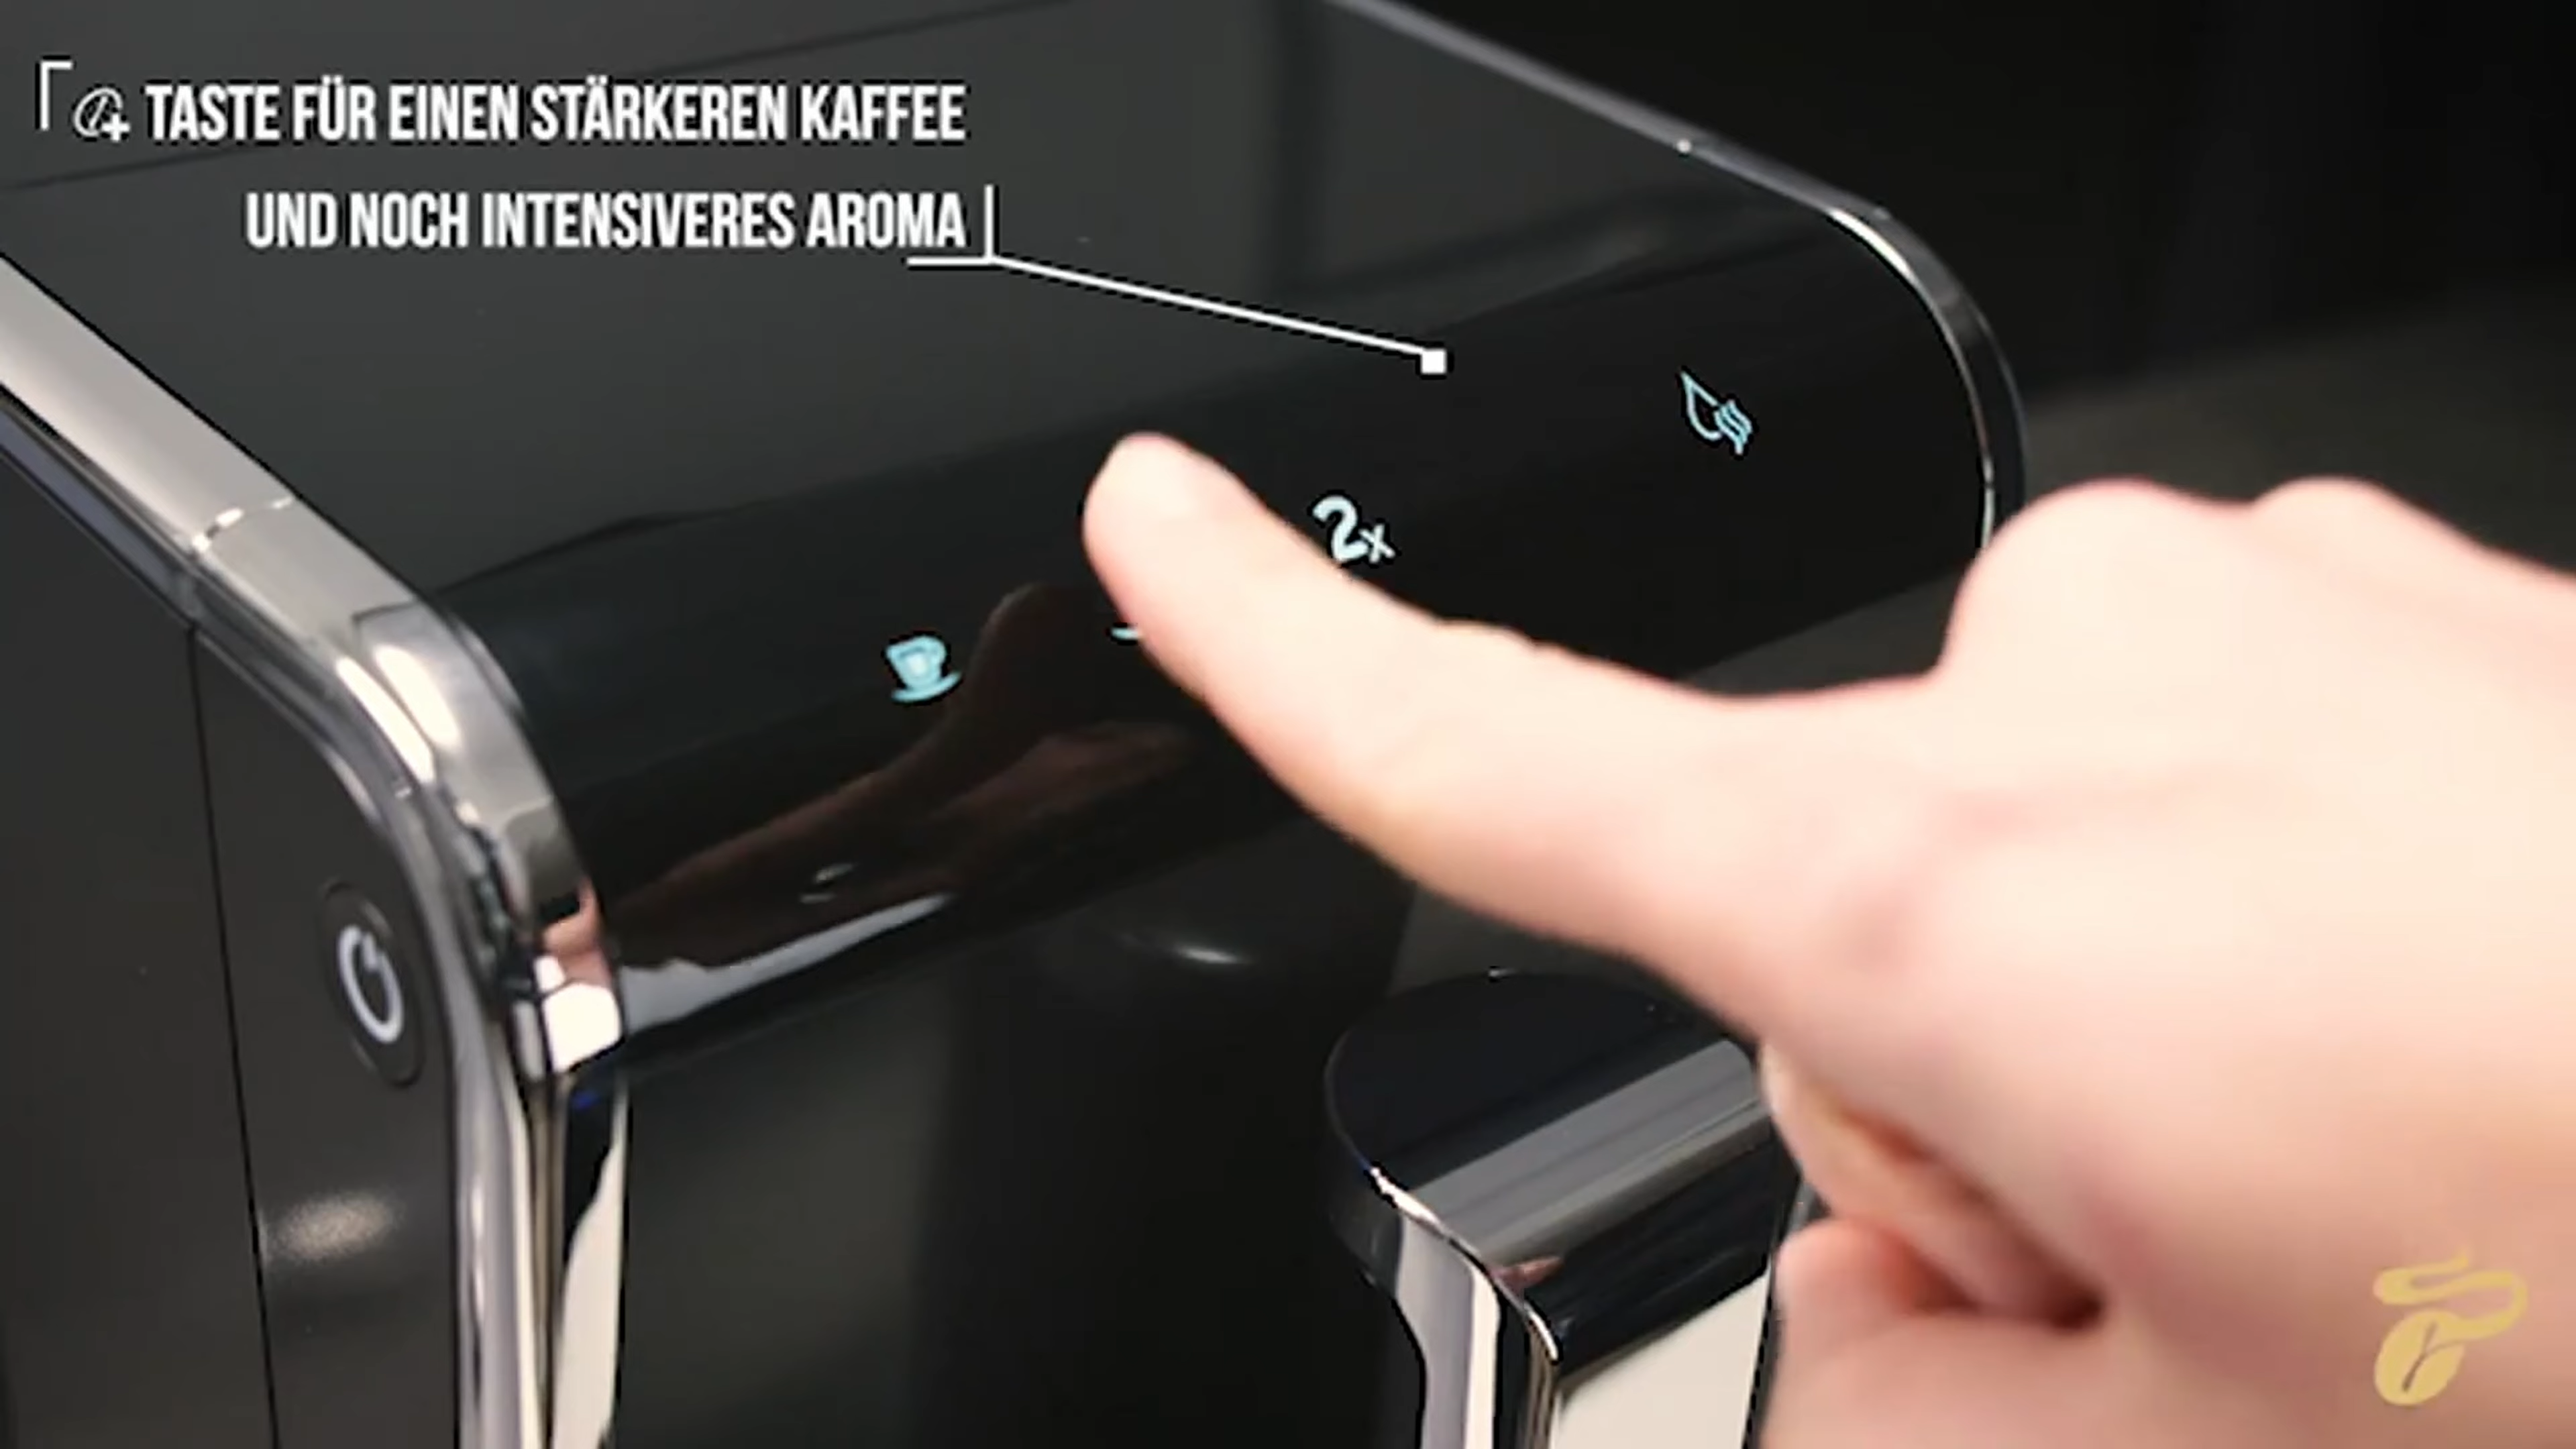 TASTE FÜR EINEN STÄRKEREN KAFFEE
UND NOCH INTENSIVERES AROMA
2x